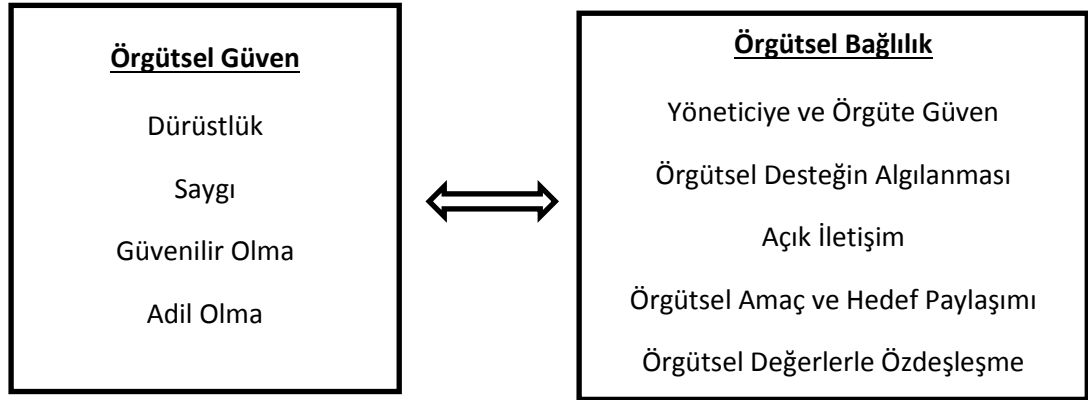 Örgütsel Güven
Dürüstlük
Saygı
Güvenilir Olma
Adil Olma
Örgütsel Bağlılık
Yöneticiye ve Örgüte Güven
Örgütsel Desteğin Algılanması
Açık İletişim
Örgütsel Amaç ve Hedef Paylaşımı
Örgütsel Değerlerle Özdeşleşme